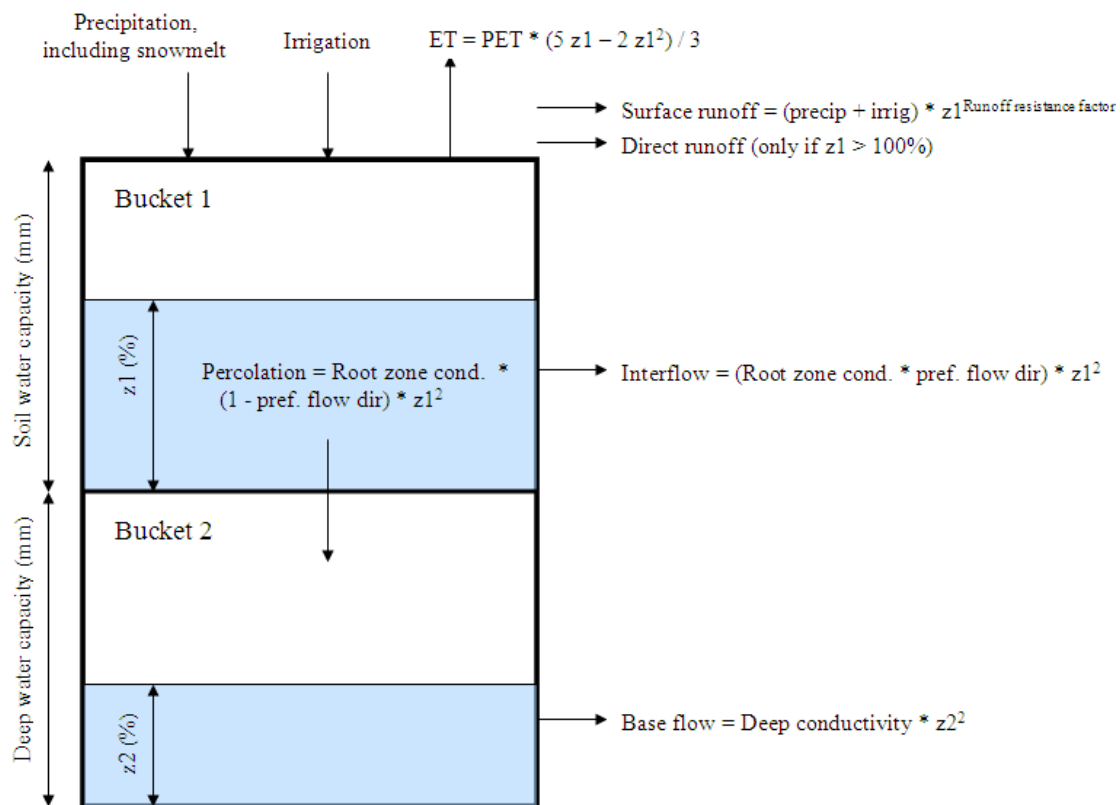 Precipitation,
including snowmelt
Irrigation
ET = PET * (5 z1 – 2 z1²) / 3
Surface runoff = (precip + irrig) * z1^Runoff resistance factor
Direct runoff (only if z1 > 100%)
Bucket 1
Soil water capacity (mm)
z1 (%)
Percolation = Root zone cond. *
(1 - pref. flow dir) * z1²
Interflow = (Root zone cond. * pref. flow dir) * z1²
Bucket 2
Deep water capacity (mm)
z2 (%)
Base flow = Deep conductivity * z2²